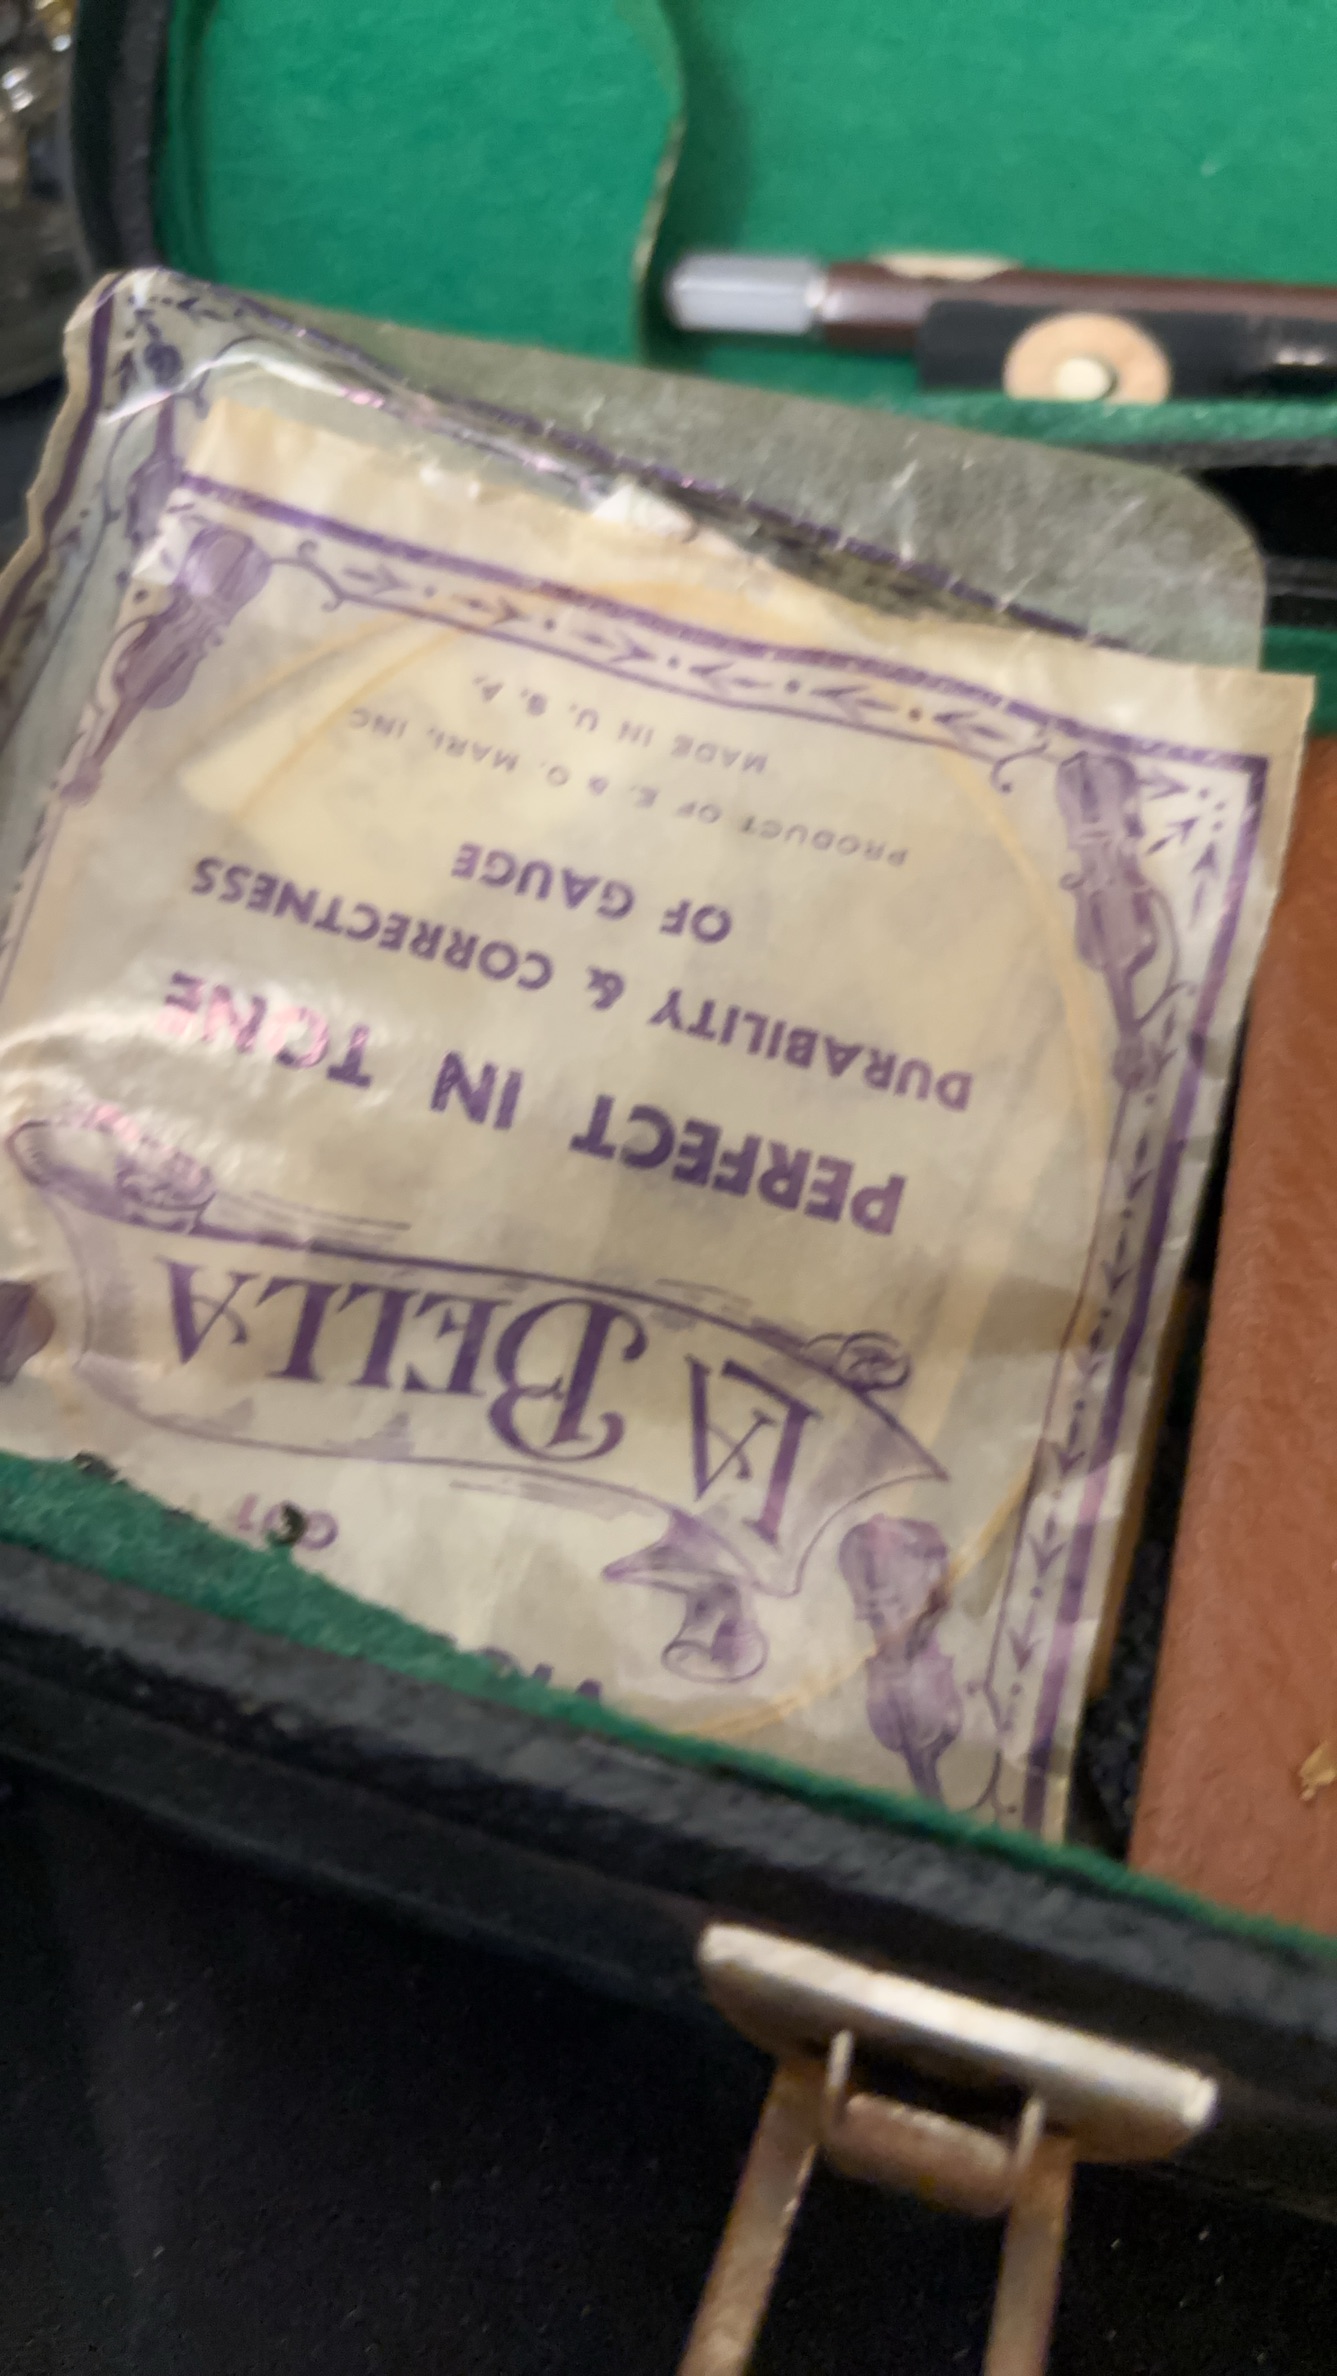 LA BELLA
PERFECT IN TONE
DURABILITY & CORRECTNESS
OF GAUGE
PRODUCT OF E. & O. MARI, INC
MADE IN U. S. A.